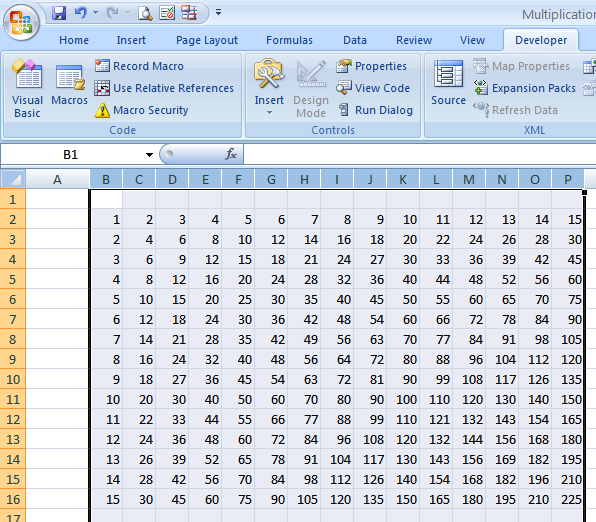 Multiplication
Home Insert Page Layout Formulas Data Review View Developer
Visual Basic
Macros
Record Macro
Use Relative References
Macro Security
Code
Insert
Design Mode
Properties
View Code
Run Dialog
Controls
Source
Map Properties
Expansion Packs
Refresh Data
XML
B1 fx
A B C D E F G H I J K L M N O P
1
2 1 2 3 4 5 6 7 8 9 10 11 12 13 14 15
3 2 4 6 8 10 12 14 16 18 20 22 24 26 28 30
4 3 6 9 12 15 18 21 24 27 30 33 36 39 42 45
5 4 8 12 16 20 24 28 32 36 40 44 48 52 56 60
6 5 10 15 20 25 30 35 40 45 50 55 60 65 70 75
7 6 12 18 24 30 36 42 48 54 60 66 72 78 84 90
8 7 14 21 28 35 42 49 56 63 70 77 84 91 98 105
9 8 16 24 32 40 48 56 64 72 80 88 96 104 112 120
10 9 18 27 36 45 54 63 72 81 90 99 108 117 126 135
11 10 20 30 40 50 60 70 80 90 100 110 120 130 140 150
12 11 22 33 44 55 66 77 88 99 110 121 132 143 154 165
13 12 24 36 48 60 72 84 96 108 120 132 144 156 168 180
14 13 26 39 52 65 78 91 104 117 130 143 156 169 182 195
15 14 28 42 56 70 84 98 112 126 140 154 168 182 196 210
16 15 30 45 60 75 90 105 120 135 150 165 180 195 210 225
17